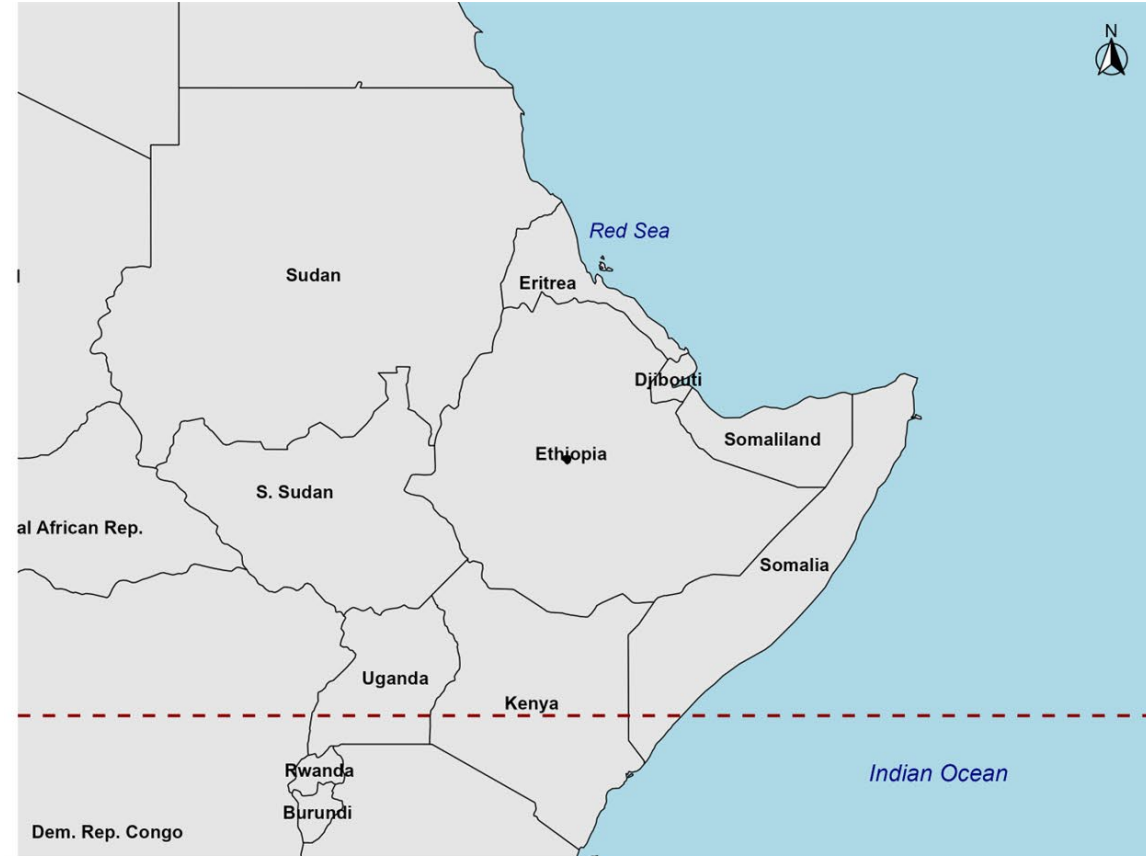 N
Red Sea
Sudan
Eritrea
Djibouti
Somaliland
Ethiopia
S. Sudan
al African Rep.
Somalia
Uganda
Kenya
Rwanda
Indian Ocean
Burundi
Dem. Rep. Congo